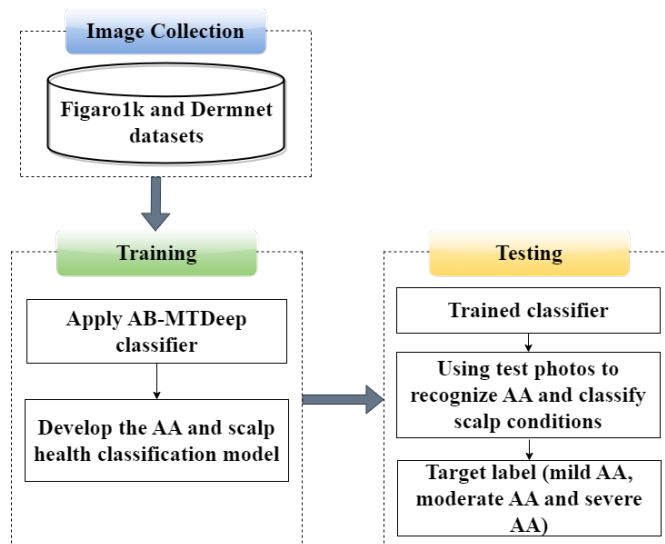 Image Collection
Figaro1k and Dermnet
datasets
Training
Apply AB-MTDeep
classifier
Develop the AA and scalp
health classification model
Testing
Trained classifier
Using test photos to
recognize AA and classify
scalp conditions
Target label (mild AA,
moderate AA and severe
AA)